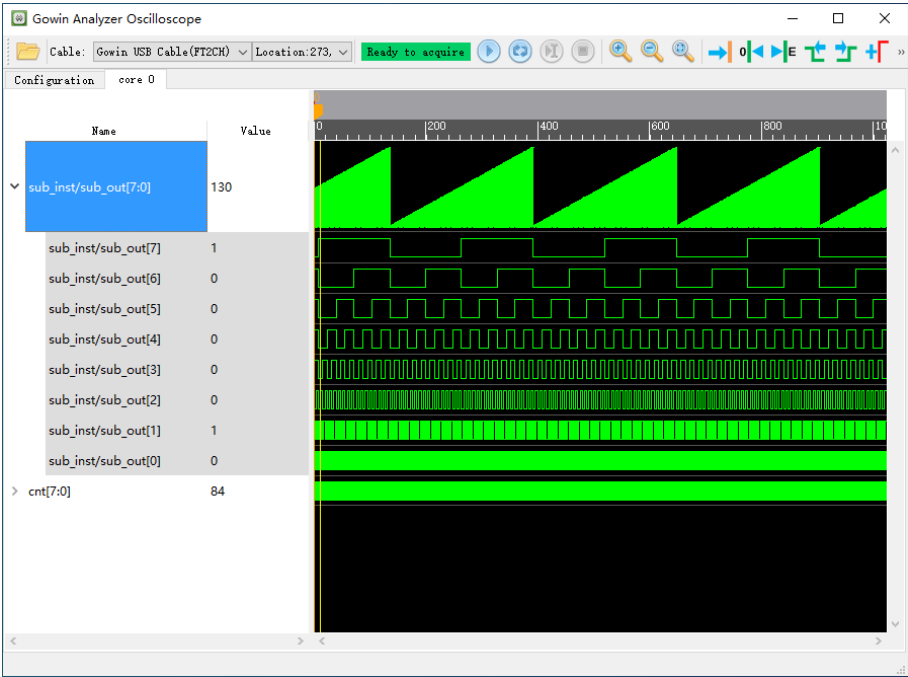 Gowin Analyzer Oscilloscope
Cable: Gowin USB Cable(FT2CH) Location:273, Ready to acquire 0 E »
Configuration core 0
Name Value
0 200 400 600 800 10
sub_inst/sub_out[7:0] 130
sub_inst/sub_out[7] 1
sub_inst/sub_out[6] 0
sub_inst/sub_out[5] 0
sub_inst/sub_out[4] 0
sub_inst/sub_out[3] 0
sub_inst/sub_out[2] 0
sub_inst/sub_out[1] 1
sub_inst/sub_out[0] 0
cnt[7:0] 84